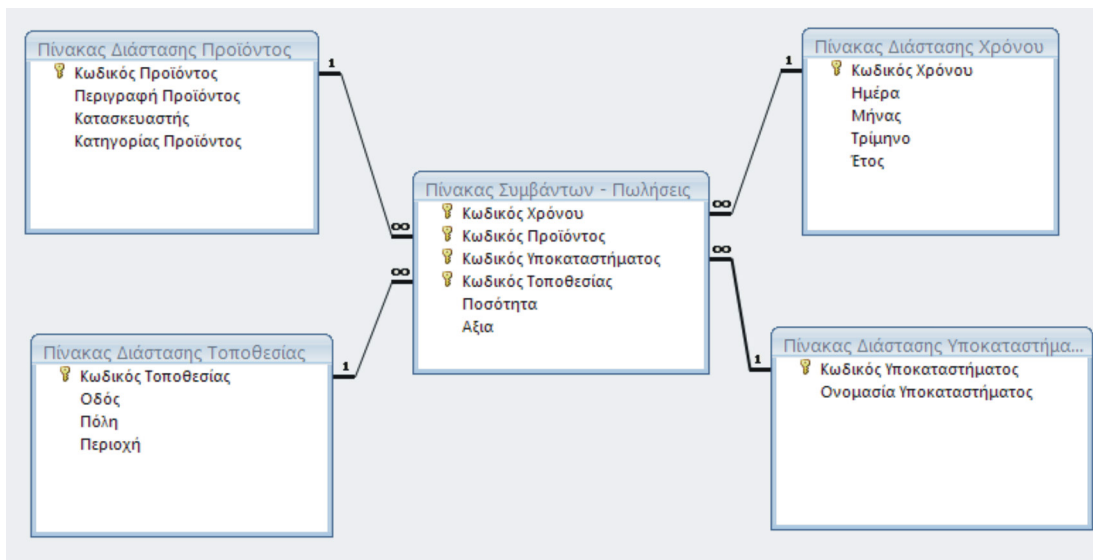 Πίνακας Διάστασης Προϊόντος
Κωδικός Προϊόντος
Περιγραφή Προϊόντος
Κατασκευαστής
Κατηγορίας Προϊόντος
1
∞
Πίνακας Διάστασης Χρόνου
Κωδικός Χρόνου
Ημέρα
Μήνας
Τρίμηνο
Έτος
1
∞
Πίνακας Συμβάντων - Πωλήσεις
Κωδικός Χρόνου
Κωδικός Προϊόντος
Κωδικός Υποκαταστήματος
Κωδικός Τοποθεσίας
Ποσότητα
Αξια
Πίνακας Διάστασης Τοποθεσίας
Κωδικός Τοποθεσίας
Οδός
Πόλη
Περιοχή
1
∞
Πίνακας Διάστασης Υποκαταστήμα...
Κωδικός Υποκαταστήματος
Ονομασία Υποκαταστήματος
1
∞